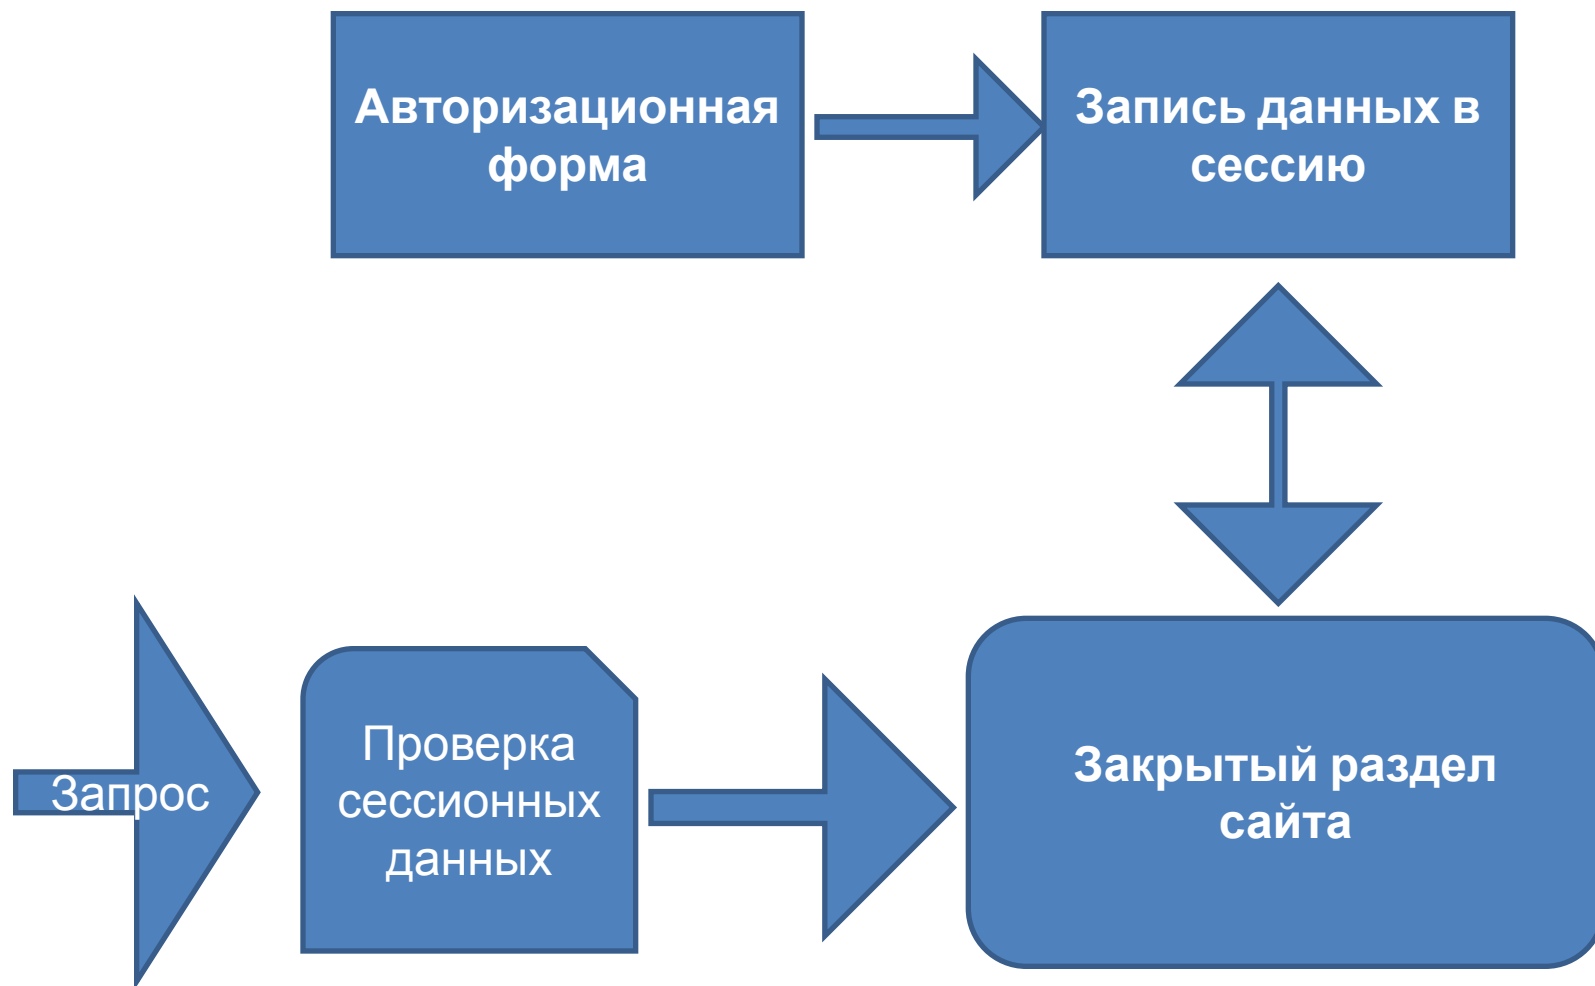 Авторизационная
форма
Запись данных в
сессию
Запрос
Проверка
сессионных
данных
Закрытый раздел
сайта